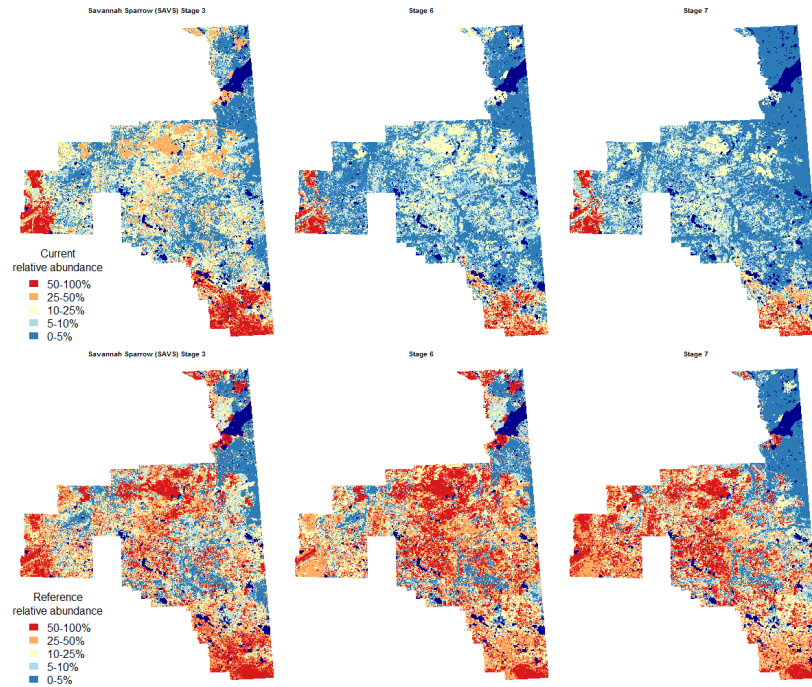 Savannah Sparrow (SAVS) Stage 3
Stage 6
Stage 7
Current
relative abundance
50-100%
25-50%
10-25%
5-10%
0-5%
Savannah Sparrow (SAVS) Stage 3
Stage 6
Stage 7
Reference
relative abundance
50-100%
25-50%
10-25%
5-10%
0-5%